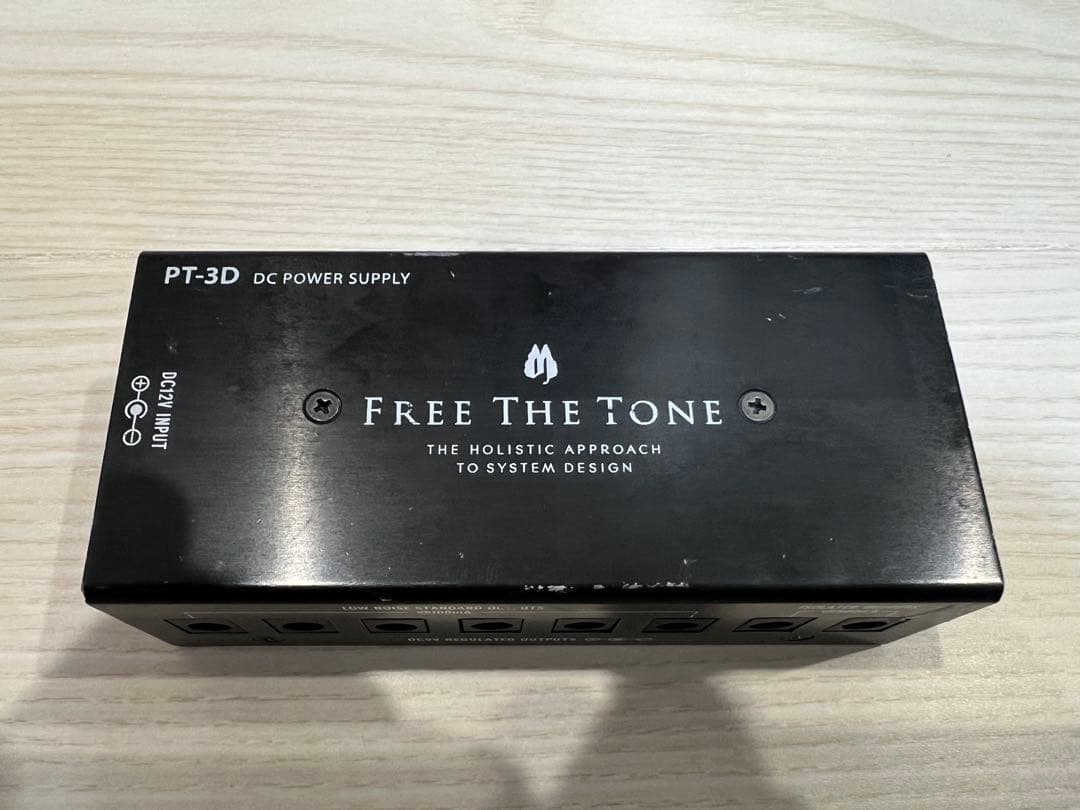 PT-3D DC POWER SUPPLY
DC12V INPUT
FREE THE TONE
THE HOLISTIC APPROACH
TO SYSTEM DESIGN
LOW NOISE STANDARD
DC9V REGULATED OUTPUTS